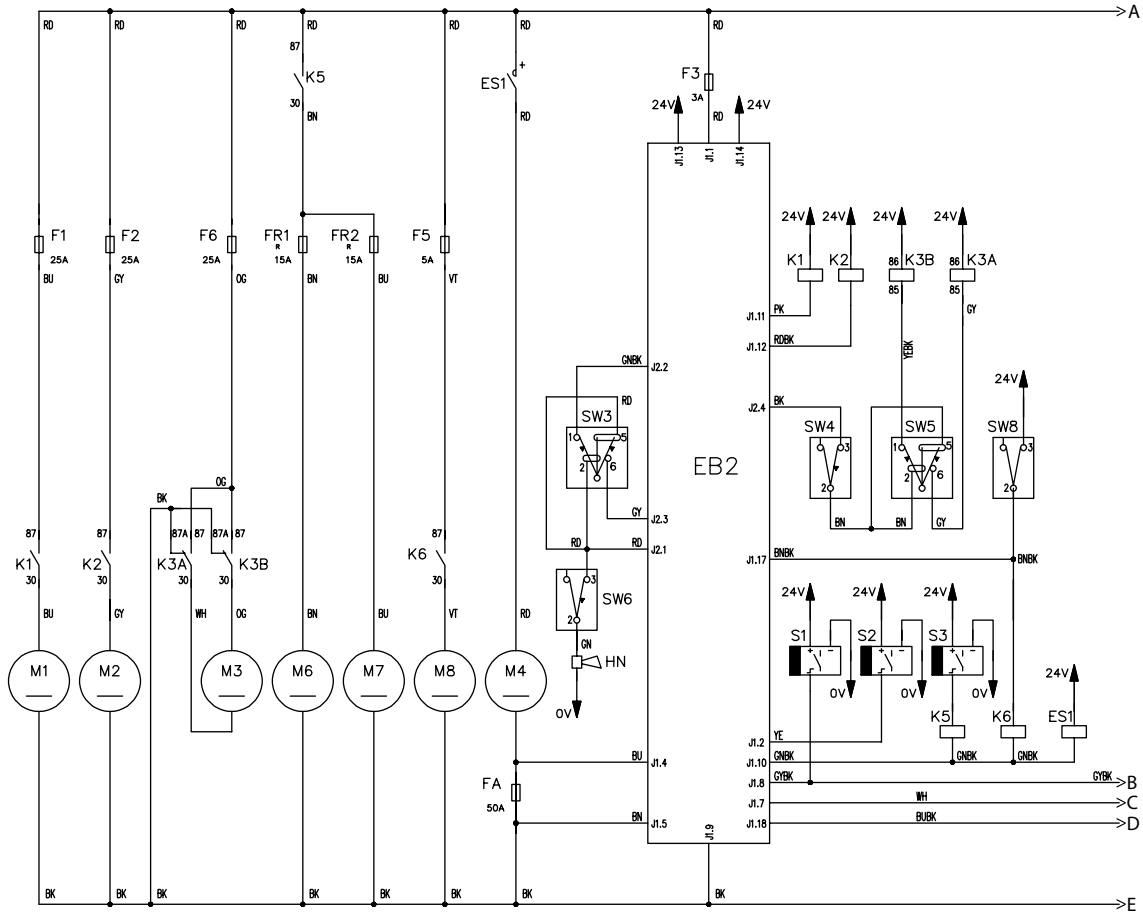 A
RD RD RD RD RD RD RD
87
K5
30
BN
ES1
+
RD
F3
3A
RD
24V 24V
J1.13 J1.1 J1.14
F1
25A
F2
25A
F6
25A
FR1
R
15A
FR2
R
15A
F5
5A
BU GY OG BN BU VT
24V 24V 24V 24V
K1 K2
86 K3B
85
86 K3A
85
PK
J1.11
GY
RDBK
J1.12
YEBK
GNBK
J2.2
RD
24V
BK
J2.4
SW3
1 5
2 6
SW4
3
2
SW5
1 5
2 6
SW8
3
2
EB2
GY
J2.3
BN BN GY
RD RD
J2.1
OG
BK
87 87 87A 87 87A 87 87
K1 K2 K3A K3B K6
30 30 30 30 30
BNBK
J1.17
BNBK
3
SW6
2
GN
HN
0V
BU GY WH OG BN BU VT RD
24V 24V 24V
S1 S2 S3
+ −
+ −
+ −
0V 0V 0V
M1 M2 M3 M6 M7 M8 M4
24V
K5 K6 ES1
J1.2
YE
BU
J1.4
J1.10
GNBK GNBK GNBK
J1.8
GYBK GYBK
B
FA
50A
J1.7
WH
C
BN
J1.5
J1.18
BUBK
D
J1.9
BK BK BK BK BK BK BK BK
E